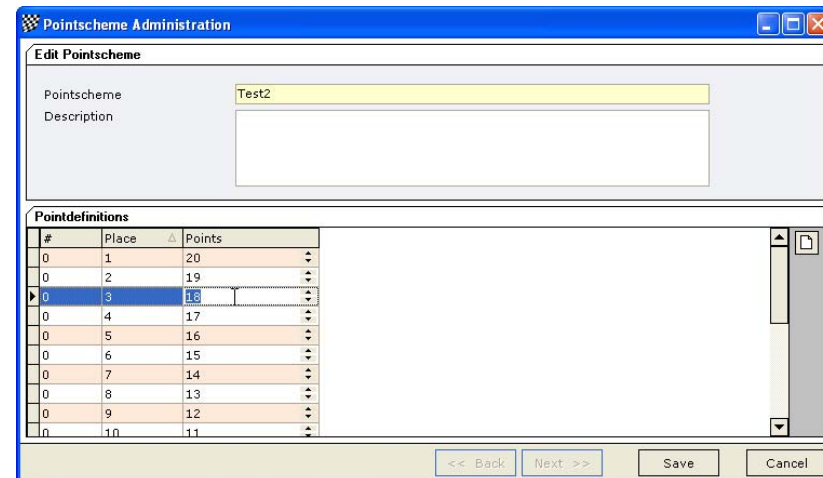 Pointscheme Administration
Edit Pointscheme
Pointscheme Test2
Description
Pointdefinitions
# Place Points
0 1 20
0 2 19
0 3 18
0 4 17
0 5 16
0 6 15
0 7 14
0 8 13
0 9 12
0 10 11
<< Back Next >> Save Cancel